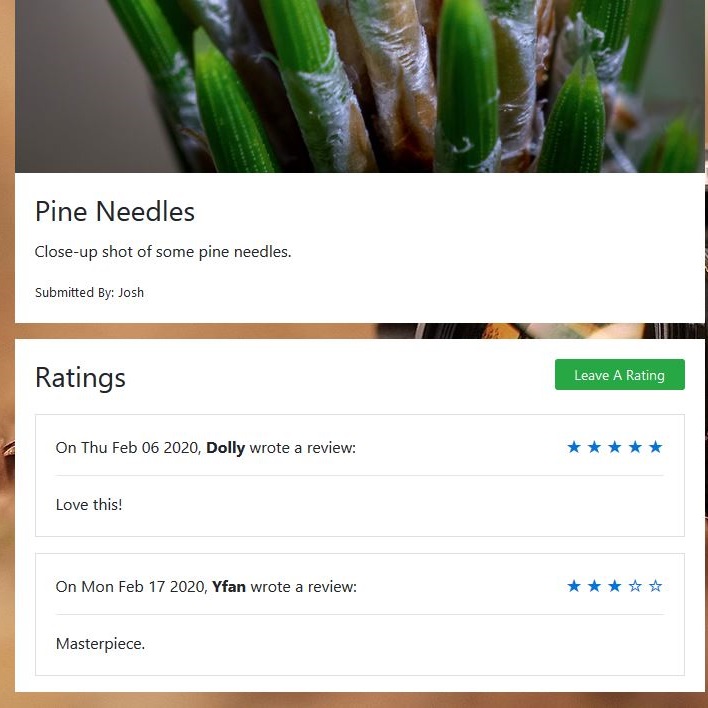 Pine Needles
Close-up shot of some pine needles.
Submitted By: Josh
Ratings
Leave A Rating
On Thu Feb 06 2020, Dolly wrote a review:
★ ★ ★ ★ ★
Love this!
On Mon Feb 17 2020, Yfan wrote a review:
★ ★ ★ ☆ ☆
Masterpiece.